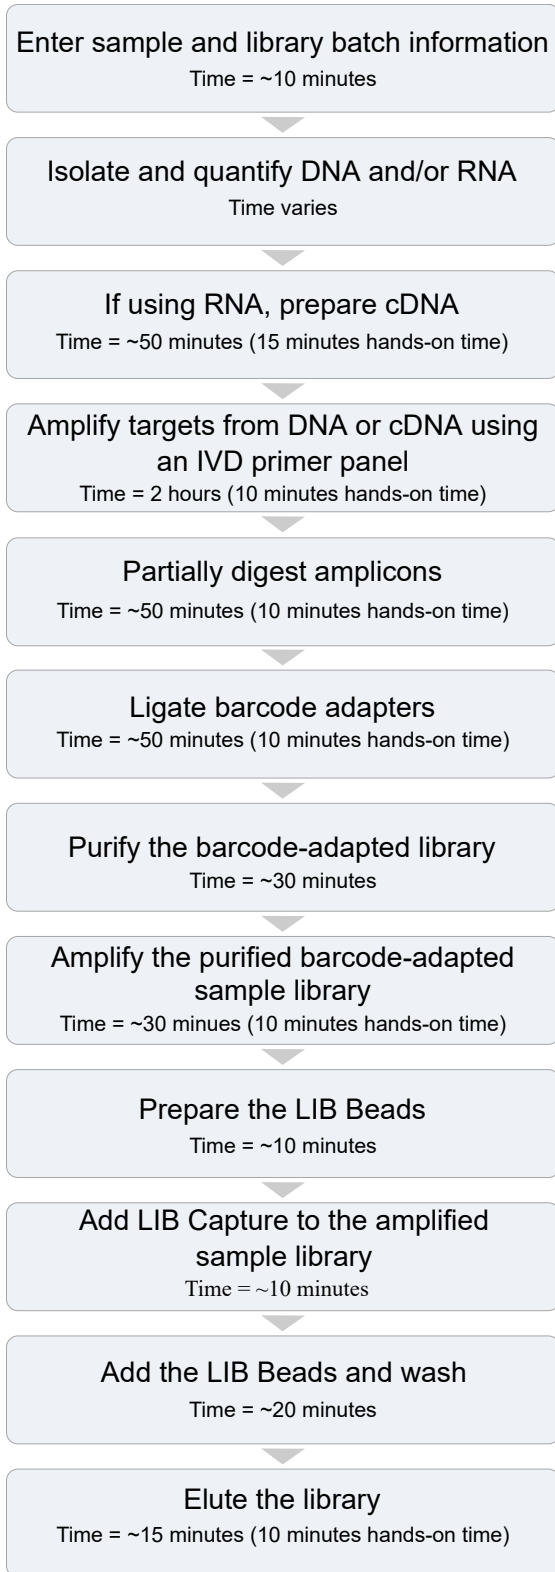 Enter sample and library batch information
Time = ~10 minutes
Isolate and quantify DNA and/or RNA
Time varies
If using RNA, prepare cDNA
Time = ~50 minutes (15 minutes hands-on time)
Amplify targets from DNA or cDNA using
an IVD primer panel
Time = 2 hours (10 minutes hands-on time)
Partially digest amplicons
Time = ~50 minutes (10 minutes hands-on time)
Ligate barcode adapters
Time = ~50 minutes (10 minutes hands-on time)
Purify the barcode-adapted library
Time = ~30 minutes
Amplify the purified barcode-adapted
sample library
Time = ~30 minues (10 minutes hands-on time)
Prepare the LIB Beads
Time = ~10 minutes
Add LIB Capture to the amplified
sample library
Time = ~10 minutes
Add the LIB Beads and wash
Time = ~20 minutes
Elute the library
Time = ~15 minutes (10 minutes hands-on time)